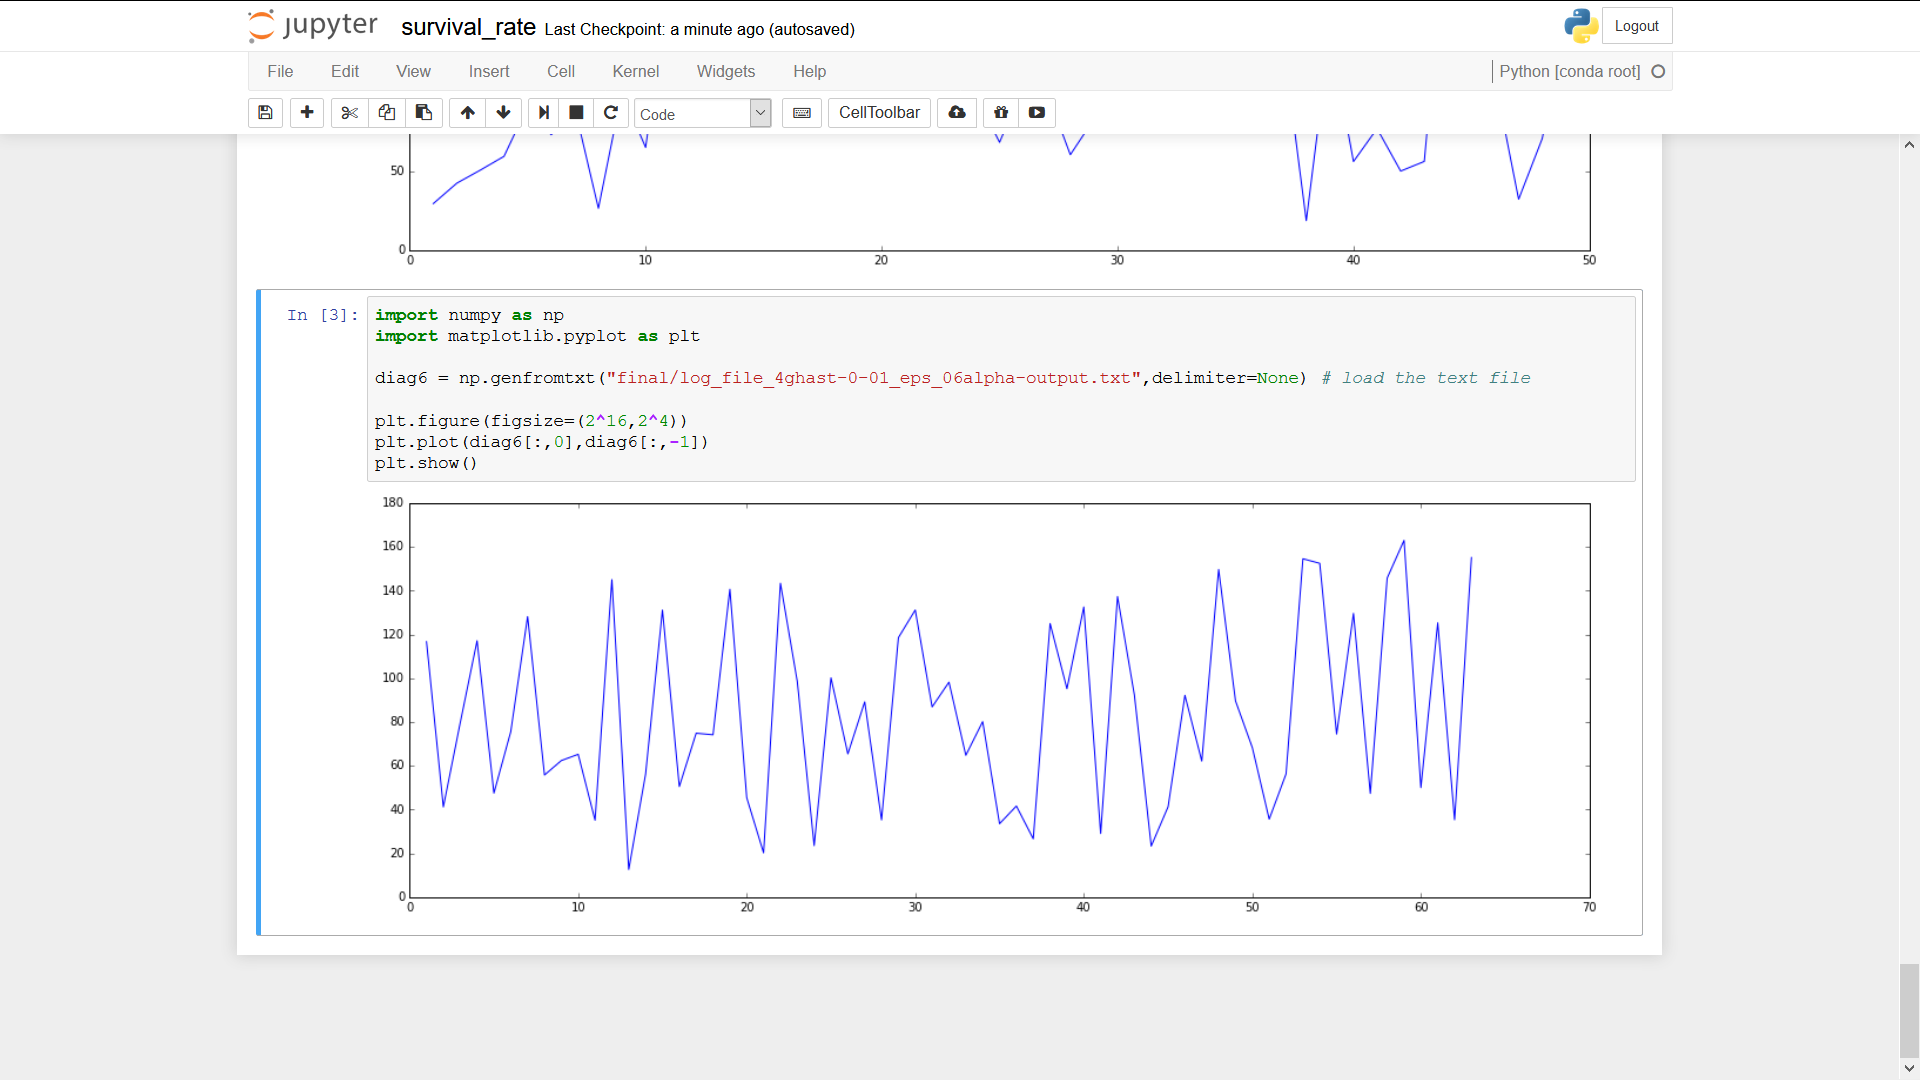 jupyter survival_rate Last Checkpoint: a minute ago (autosaved) Logout
File Edit View Insert Cell Kernel Widgets Help Python [conda root]
Code CellToolbar
50
0
0 10 20 30 40 50
In [3]: import numpy as np
import matplotlib.pyplot as plt
diag6 = np.genfromtxt("final/log_file_4ghast-0-01_eps_06alpha-output.txt",delimiter=None) # load the text file
plt.figure(figsize=(2^16,2^4))
plt.plot(diag6[:,0],diag6[:,-1])
plt.show()
180
160
140
120
100
80
60
40
20
0
0 10 20 30 40 50 60 70